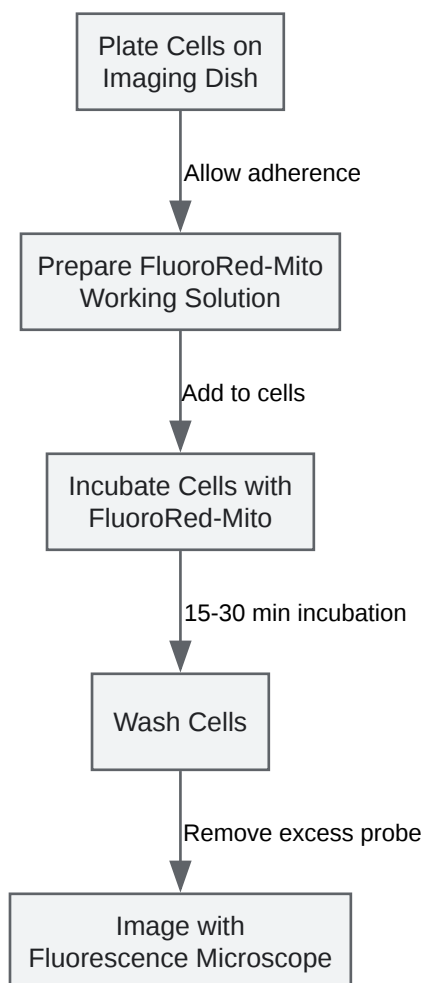 Plate Cells on
Imaging Dish
Allow adherence
Prepare FluoroRed-Mito
Working Solution
Add to cells
Incubate Cells with
FluoroRed-Mito
15-30 min incubation
Wash Cells
Remove excess probe
Image with
Fluorescence Microscope